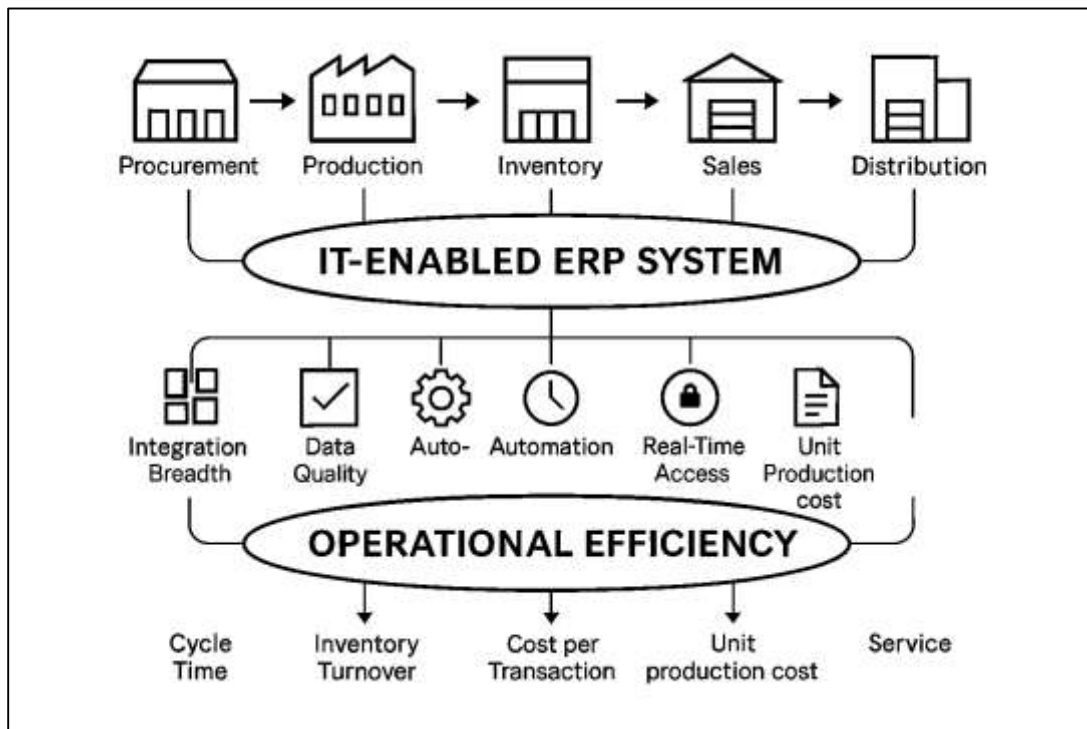 Procurement
Production
Inventory
Sales
Distribution
IT-ENABLED ERP SYSTEM
Integration
Breadth
Data
Quality
Auto-
Automation
Real-Time
Access
Unit
Production
cost
OPERATIONAL EFFICIENCY
Cycle
Time
Inventory
Turnover
Cost per
Transaction
Unit
production cost
Service